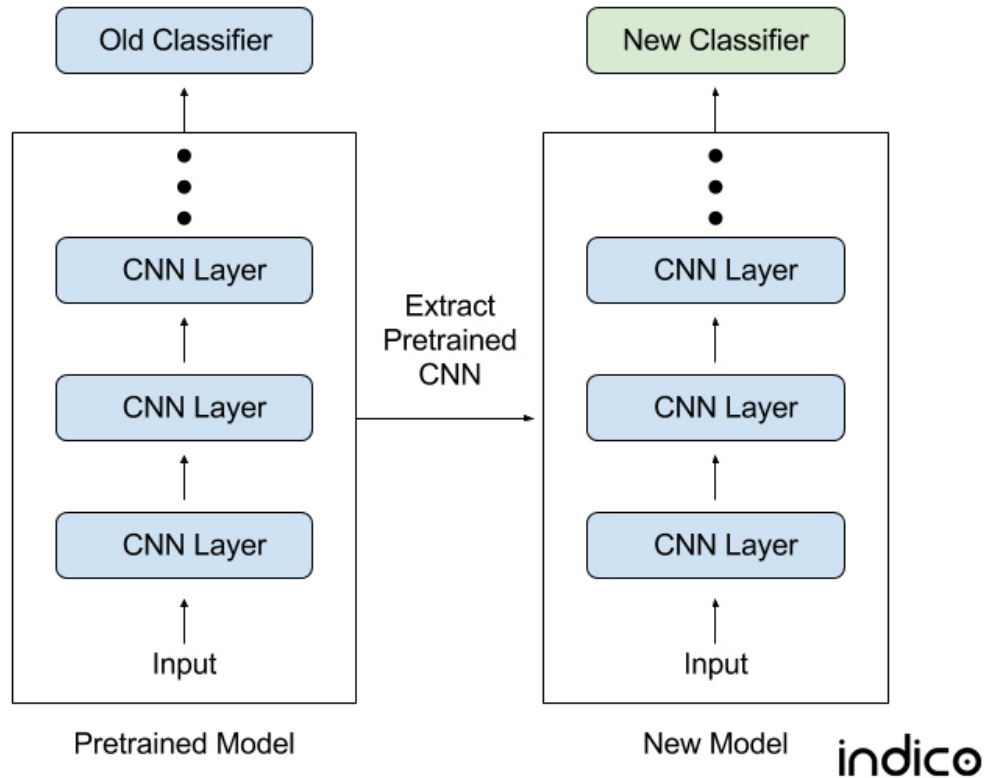 Old Classifier
CNN Layer
CNN Layer
CNN Layer
Input
Pretrained Model
Extract
Pretrained
CNN
New Classifier
CNN Layer
CNN Layer
CNN Layer
Input
New Model
indico